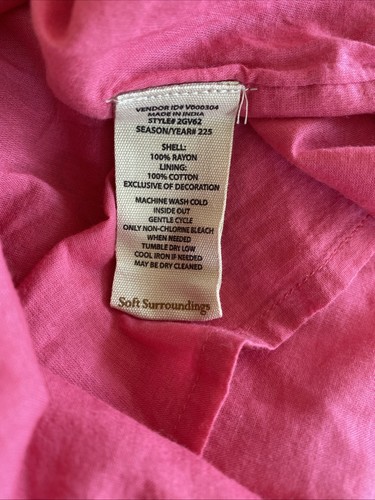 VENDOR ID# V000304
MADE IN INDIA
STYLE# 2GV62
SEASON/YEAR# 225
SHELL:
100% RAYON
LINING:
100% COTTON
EXCLUSIVE OF DECORATION
MACHINE WASH COLD
INSIDE OUT
GENTLE CYCLE
ONLY NON-CHLORINE BLEACH
WHEN NEEDED
TUMBLE DRY LOW
COOL IRON IF NEEDED
MAY BE DRY CLEANED
Soft Surroundings